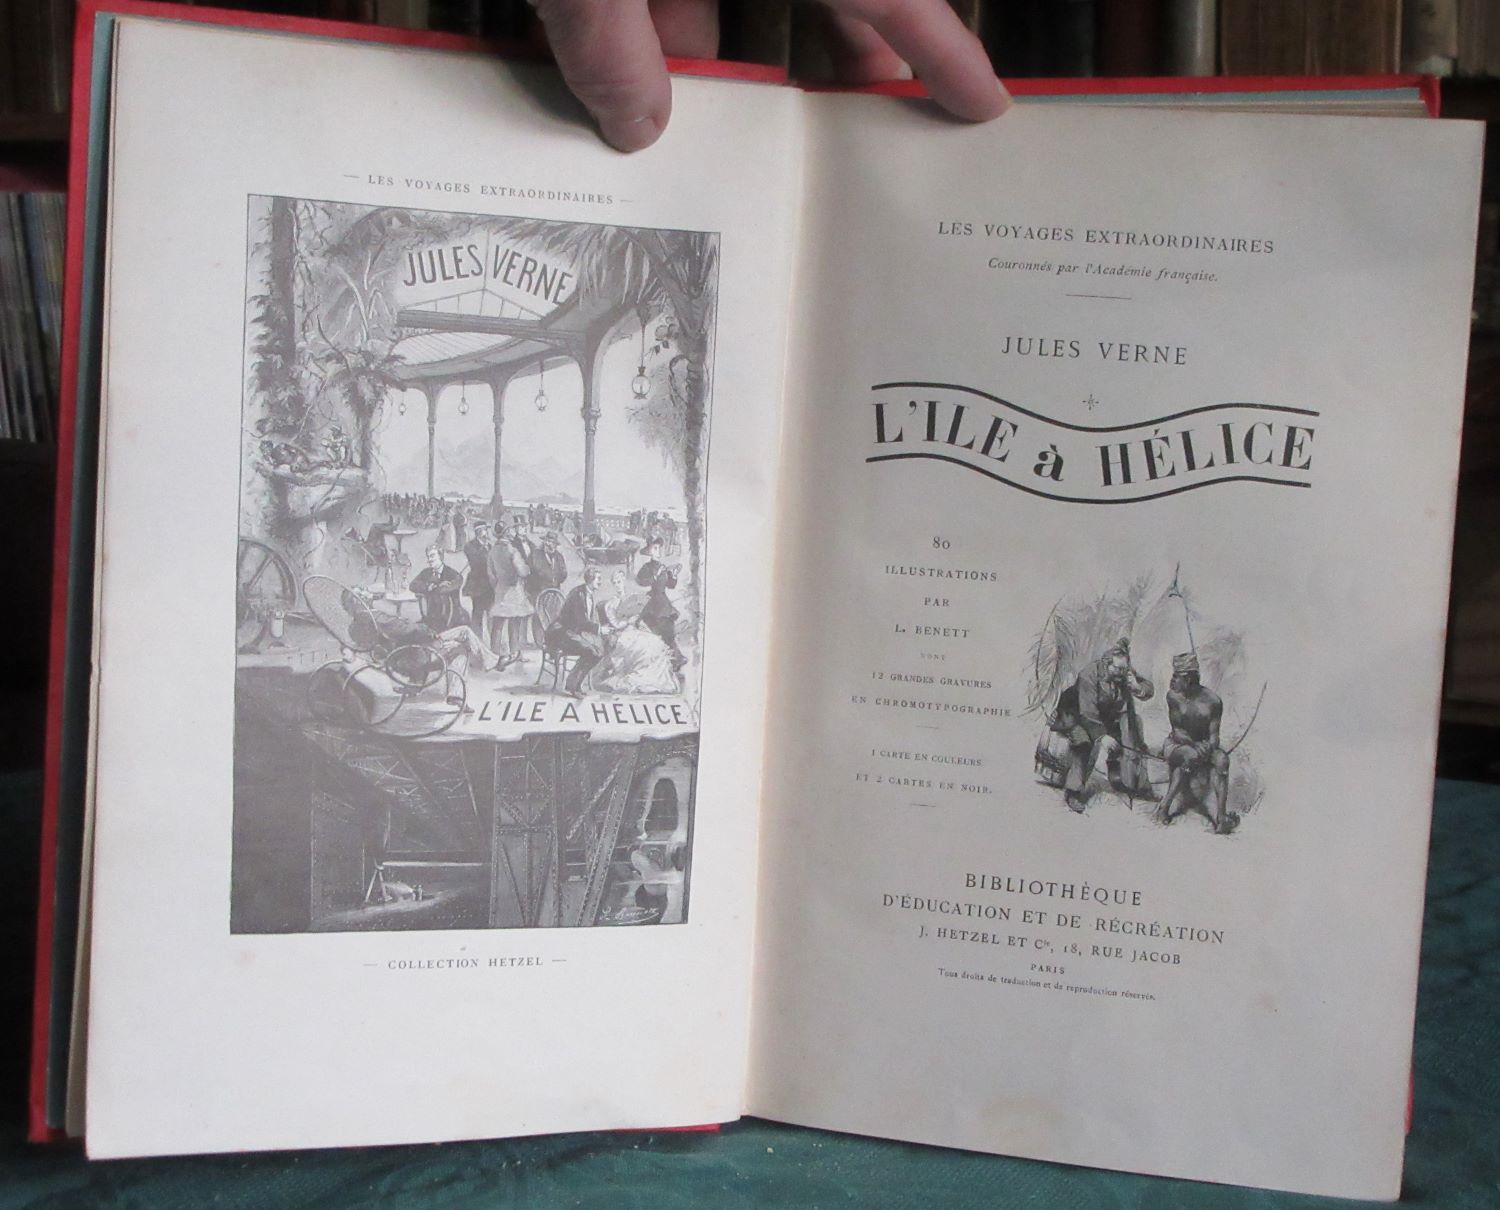 — LES VOYAGES EXTRAORDINAIRES —
JULES VERNE
L'ILE A HÉLICE
L. Benett
— COLLECTION HETZEL —
LES VOYAGES EXTRAORDINAIRES
Couronnés par l'Académie française.
JULES VERNE
L'ILE à HÉLICE
80
ILLUSTRATIONS
PAR
L. BENETT
DONT
12 GRANDES GRAVURES
EN CHROMOTYPOGRAPHIE
1 CARTE EN COULEURS
ET 2 CARTES EN NOIR.
BIBLIOTHÈQUE
D'ÉDUCATION ET DE RÉCRÉATION
J. HETZEL ET Cie, 18, RUE JACOB
PARIS
Tous droits de traduction et de reproduction réservés.